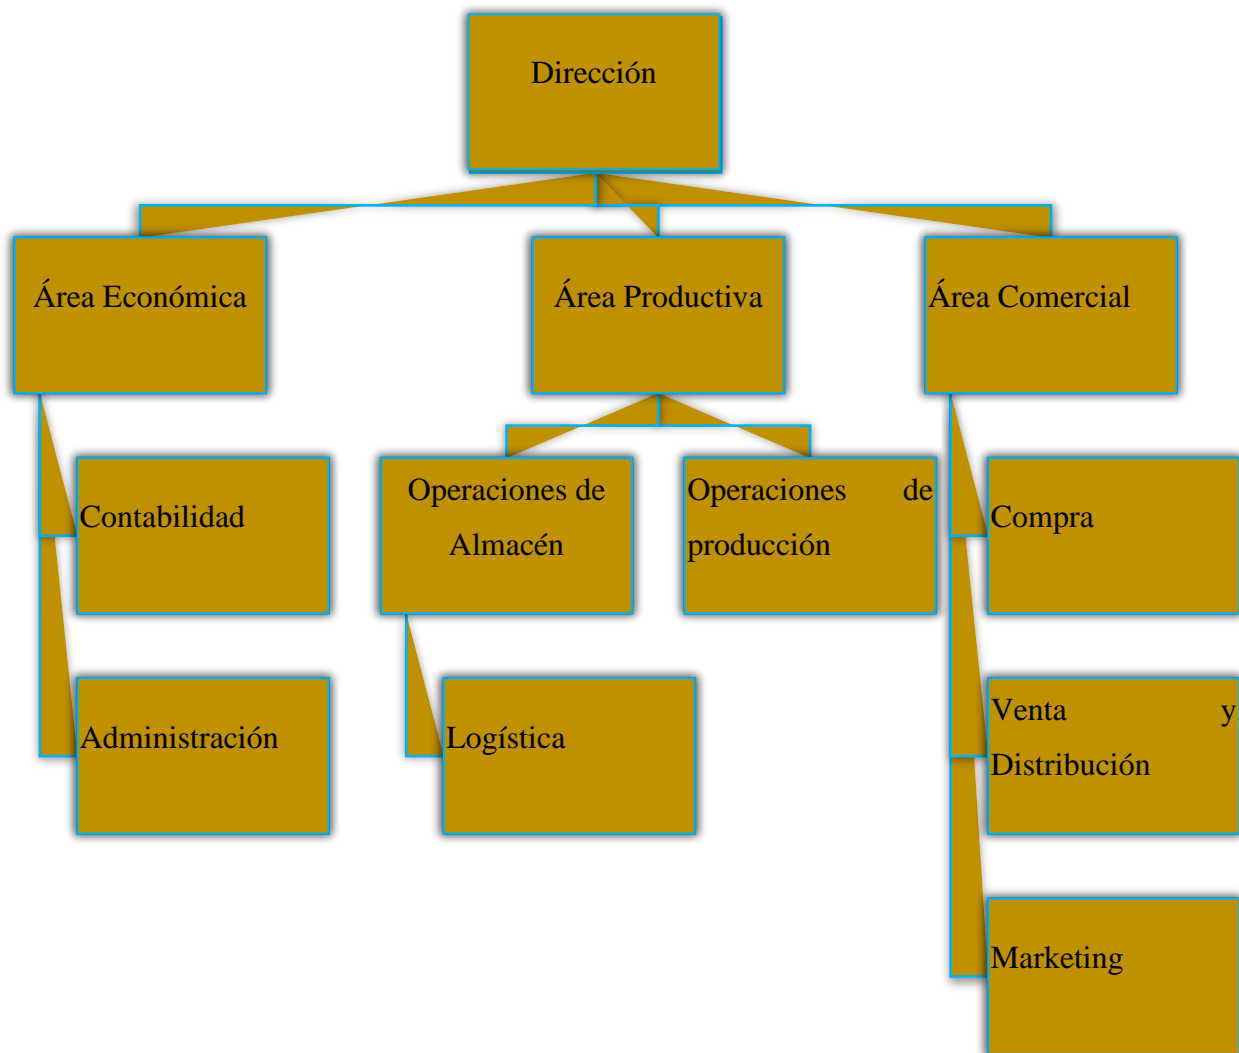 Dirección
Área Económica
Área Productiva
Área Comercial
Contabilidad
Operaciones de
Almacén
Operaciones de
producción
Compra
Administración
Logística
Venta y
Distribución
Marketing